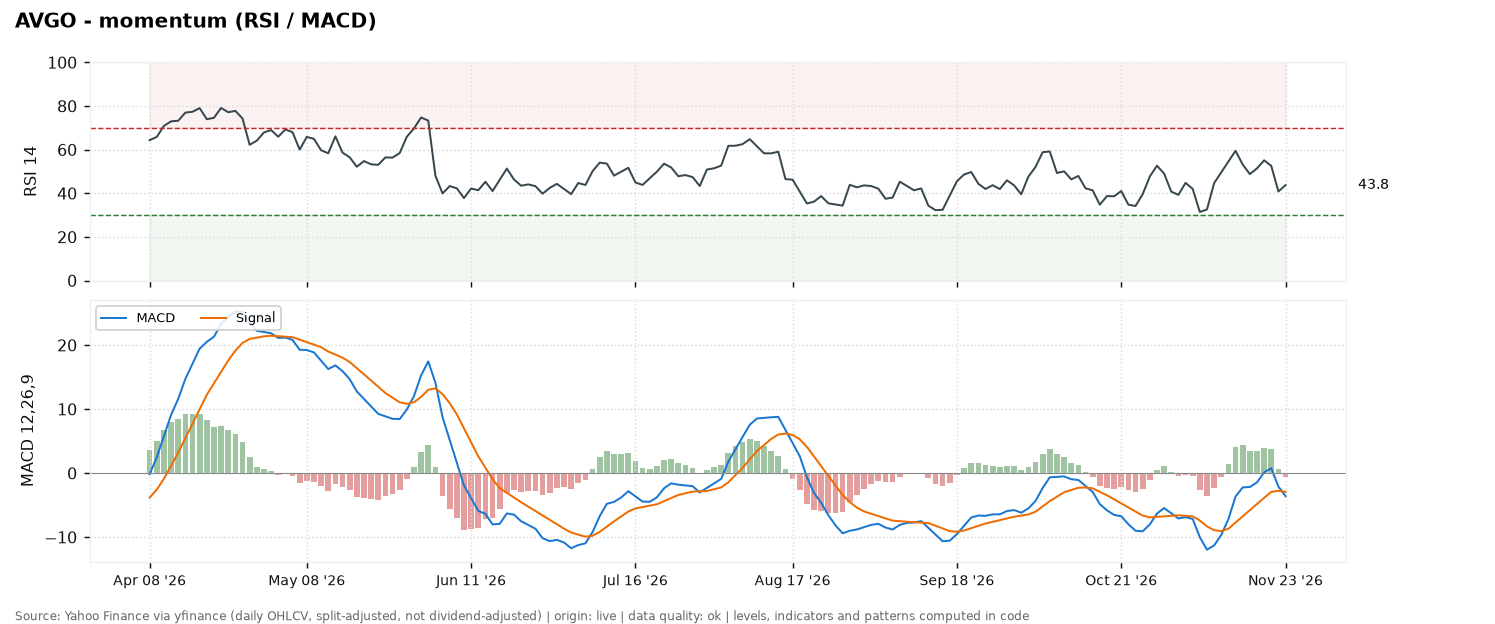 AVGO - momentum (RSI / MACD)
100
80
60
40
20
0
RSI 14
43.8
MACD
Signal
20
10
0
−10
MACD 12,26,9
Apr 08 '26
May 08 '26
Jun 11 '26
Jul 16 '26
Aug 17 '26
Sep 18 '26
Oct 21 '26
Nov 23 '26
Source: Yahoo Finance via yfinance (daily OHLCV, split-adjusted, not dividend-adjusted) | origin: live | data quality: ok | levels, indicators and patterns computed in code